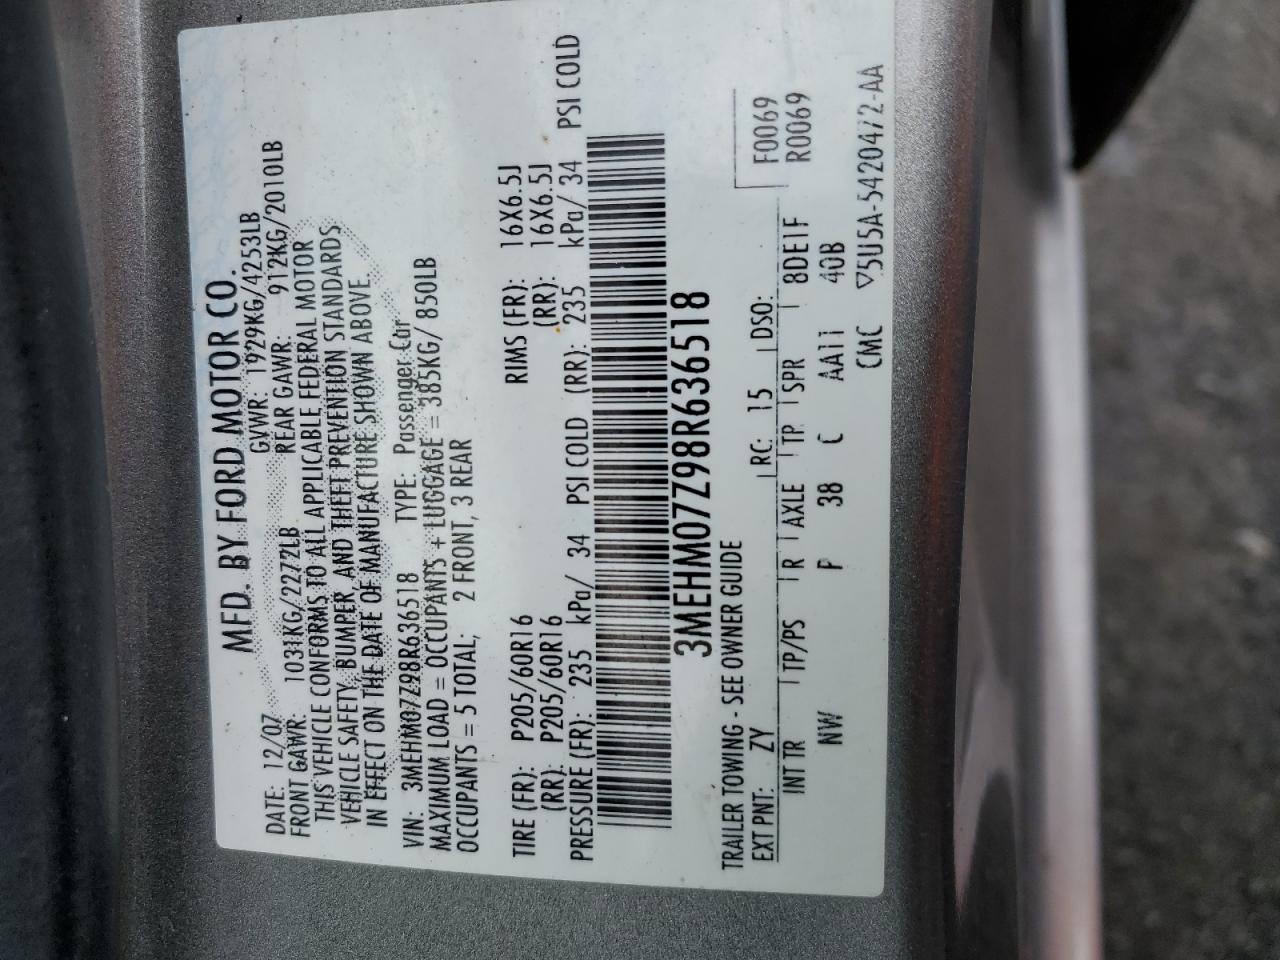 MFD. BY FORD MOTOR CO.
DATE: 12/07 GVWR: 1929KG/4253LB
FRONT GAWR: 1031KG/2272LB REAR GAWR: 912KG/2010LB
THIS VEHICLE CONFORMS TO ALL APPLICABLE FEDERAL MOTOR
VEHICLE SAFETY, BUMPER, AND THEFT PREVENTION STANDARDS
IN EFFECT ON THE DATE OF MANUFACTURE SHOWN ABOVE.
VIN: 3MEHM07Z98R636518 TYPE: Passenger Car
MAXIMUM LOAD = OCCUPANTS + LUGGAGE = 385KG/ 850LB
OCCUPANTS = 5 TOTAL, 2 FRONT, 3 REAR
TIRE (FR): P205/60R16 RIMS (FR): 16X6.5J
(RR): P205/60R16 (RR): 16X6.5J
PRESSURE (FR): 235 kPa/ 34 PSI COLD (RR): 235 kPa/ 34 PSI COLD
3MEHM07Z98R636518
TRAILER TOWING - SEE OWNER GUIDE
EXT PNT: ZY RC: 15 DSO: F0069
INT TR TP/PS R AXLE TP SPR 8DE1F R0069
NW P 38 C AA11 40B
CMC ▽5U5A-5420472-AA